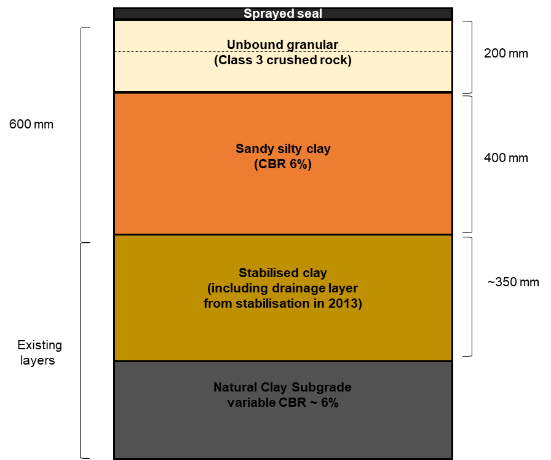 Sprayed seal
Unbound granular
(Class 3 crushed rock)
200 mm
600 mm
Sandy silty clay
(CBR 6%)
400 mm
Stabilised clay
(including drainage layer
from stabilisation in 2013)
~350 mm
Existing
layers
Natural Clay Subgrade
variable CBR ~ 6%